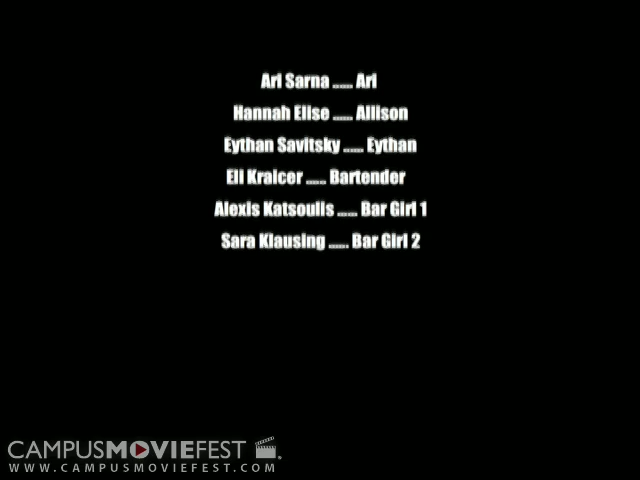 Ari Sarna ...... Ari
Hannah Elise ...... Allison
Eythan Savitsky ...... Eythan
Eli Kraicer ...... Bartender
Alexis Katsoulis ...... Bar Girl 1
Sara Klausing ...... Bar Girl 2
CAMPUSMOVIEFEST
WWW.CAMPUSMOVIEFEST.COM